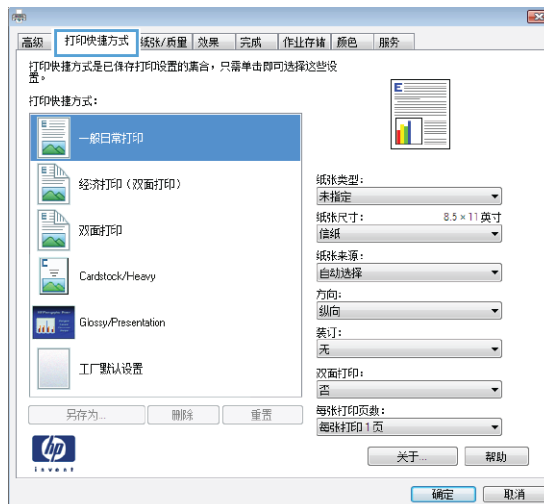 高级 打印快捷方式 纸张/质量 效果 完成 作业存储 颜色 服务
打印快捷方式是已保存打印设置的集合，只需单击即可选择这些设
置。
打印快捷方式：
一般日常打印
经济打印（双面打印）
双面打印
Cardstock/Heavy
Glossy/Presentation
工厂默认设置
另存为... 删除 重置
E
纸张类型：
未指定
纸张尺寸： 8.5 × 11 英寸
信纸
纸张来源：
自动选择
方向：
纵向
装订：
无
双面打印：
否
每张打印页数：
每张打印 1 页
hp
invent
关于... 帮助
确定 取消